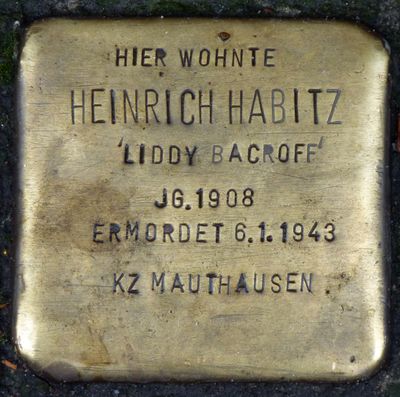 HIER WOHNTE
HEINRICH HABITZ
'LIDDY BACROFF'
JG. 1908
ERMORDET 6.1.1943
KZ MAUTHAUSEN